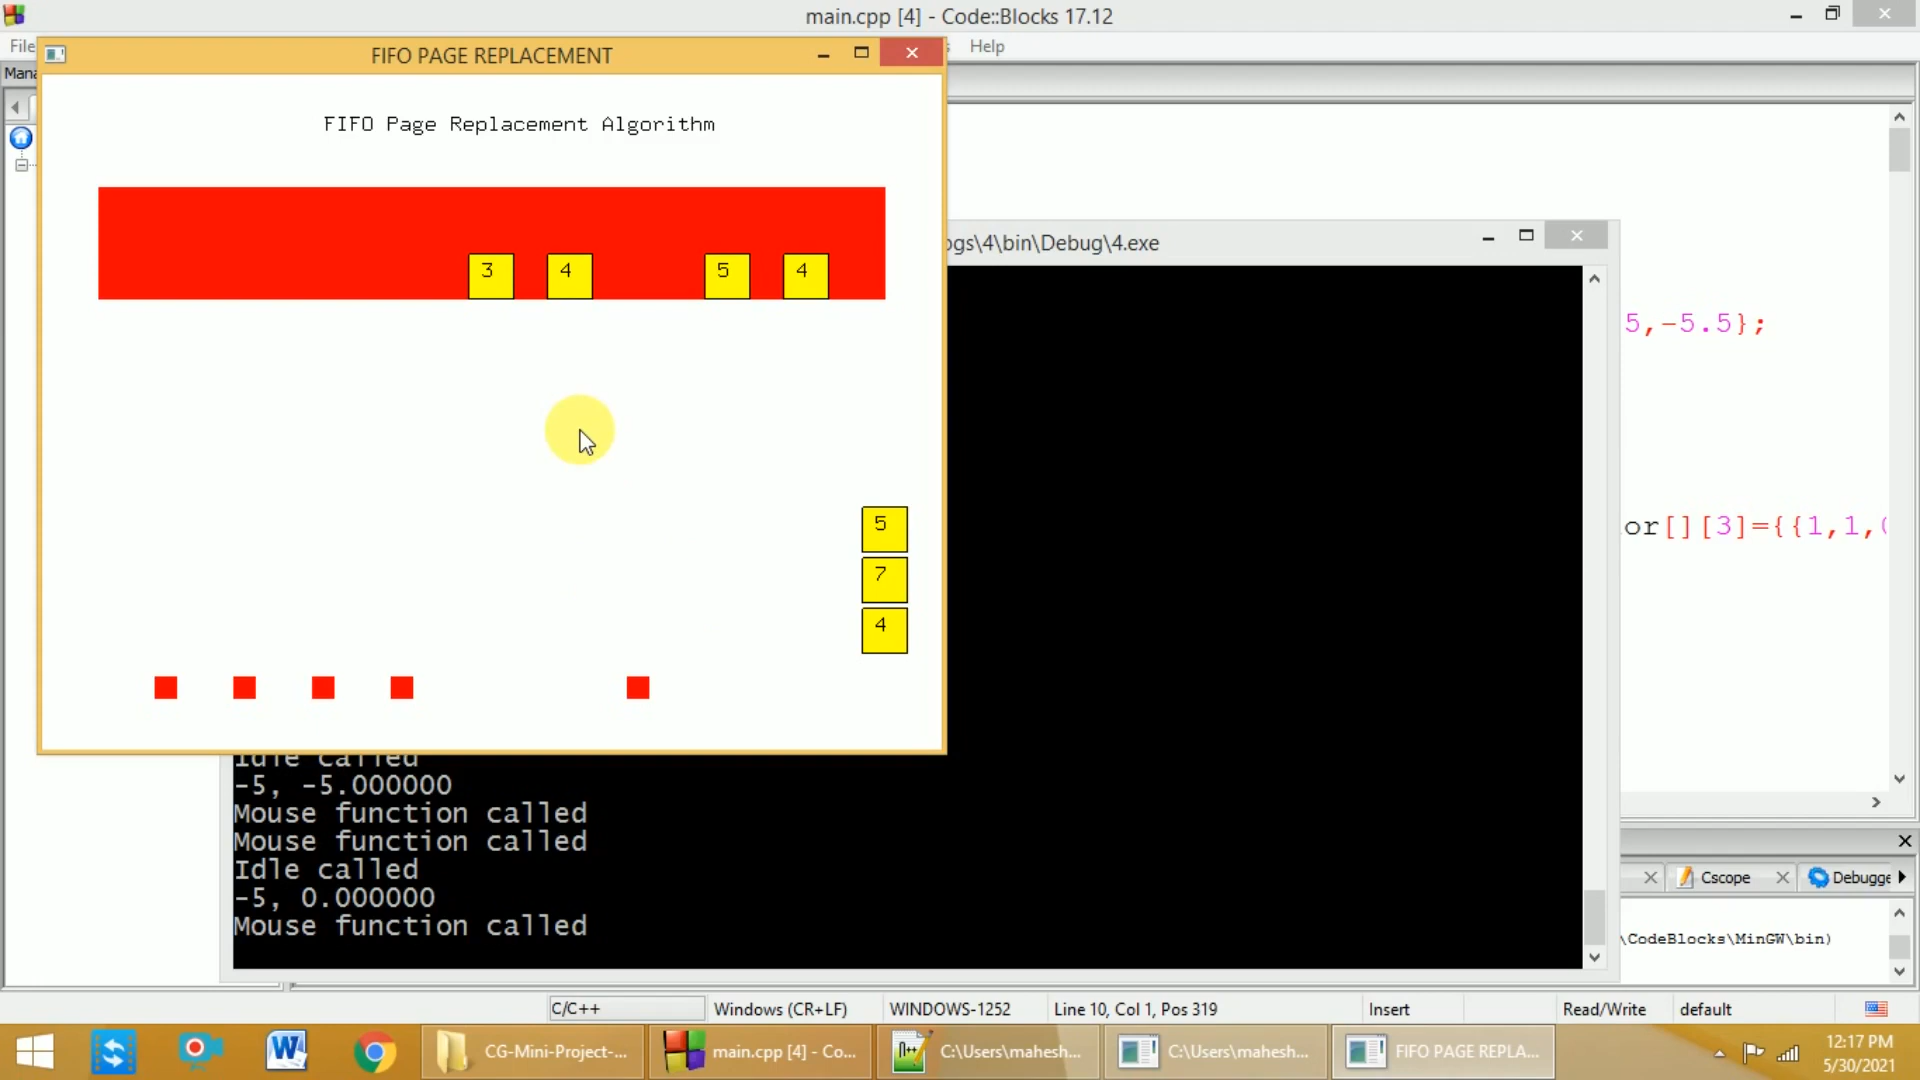 main.cpp [4] - Code::Blocks 17.12
File
Help
FIFO PAGE REPLACEMENT
FIFO Page Replacement Algorithm
3 4 5 4
5
7
4
ogs\4\bin\Debug\4.exe
5,-5.5};
or[][3]={{1,1,
Idle called
-5, -5.000000
Mouse function called
Mouse function called
Idle called
-5, 0.000000
Mouse function called
Cscope
Debugge
\CodeBlocks\MinGW\bin)
C/C++
Windows (CR+LF)
WINDOWS-1252
Line 10, Col 1, Pos 319
Insert
Read/Write
default
CG-Mini-Project-...
main.cpp [4] - Co...
C:\Users\mahesh...
C:\Users\mahesh...
FIFO PAGE REPLA...
12:17 PM
5/30/2021